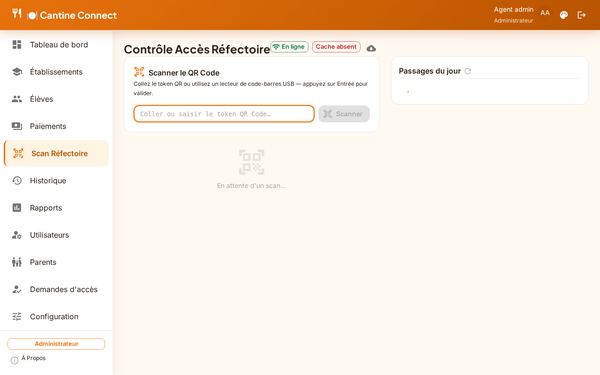 Cantine Connect
Agent admin
Administrateur
AA
Tableau de bord
Établissements
Élèves
Paiements
Scan Réfectoire
Historique
Rapports
Utilisateurs
Parents
Demandes d'accès
Configuration
Administrateur
À Propos
Contrôle Accès Réfectoire
En ligne
Cache absent
Scanner le QR Code
Collez le token QR ou utilisez un lecteur de code-barres USB — appuyez sur Entrée pour
valider.
Coller ou saisir le token QR Code…
Scanner
En attente d'un scan...
Passages du jour